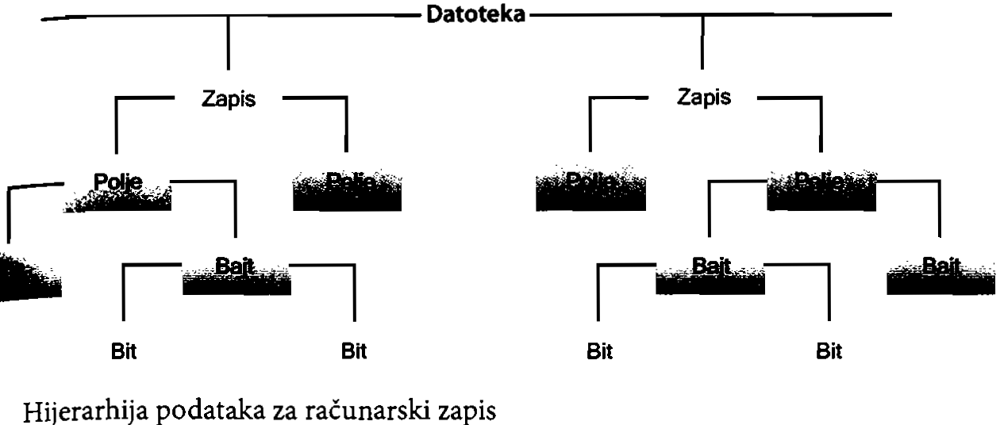 Datoteka
Zapis Zapis
Polje Polje Polje Polje
Bajt Bajt Bajt
Bit Bit Bit Bit
Hijerarhija podataka za računarski zapis